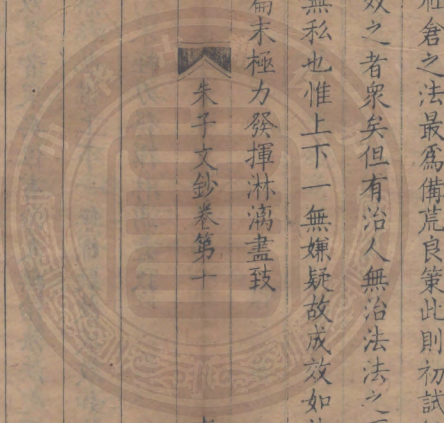 社倉之法最爲備荒良策此則初試
效之者衆矣但有治人無治法法之
無私也惟上下一無嫌疑故成效如
篇末極力發揮淋漓盡致
朱子文鈔卷第十